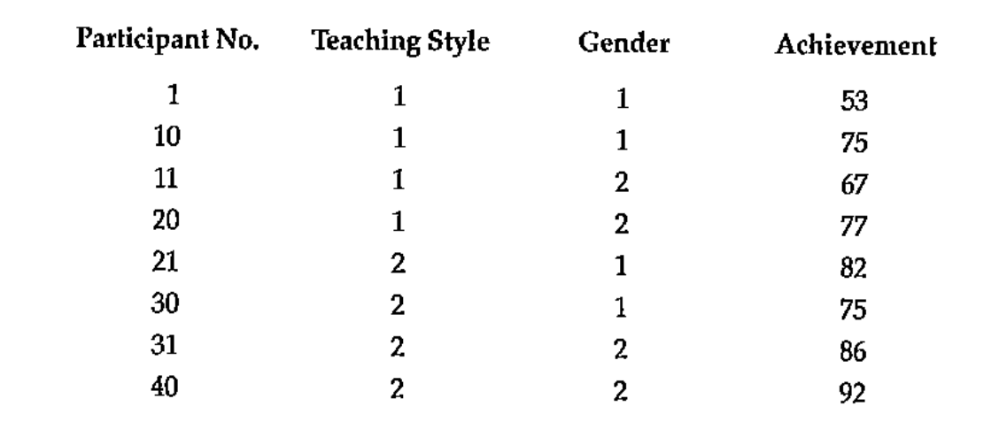 Participant No. Teaching Style Gender Achievement
1 1 1 53
10 1 1 75
11 1 2 67
20 1 2 77
21 2 1 82
30 2 1 75
31 2 2 86
40 2 2 92